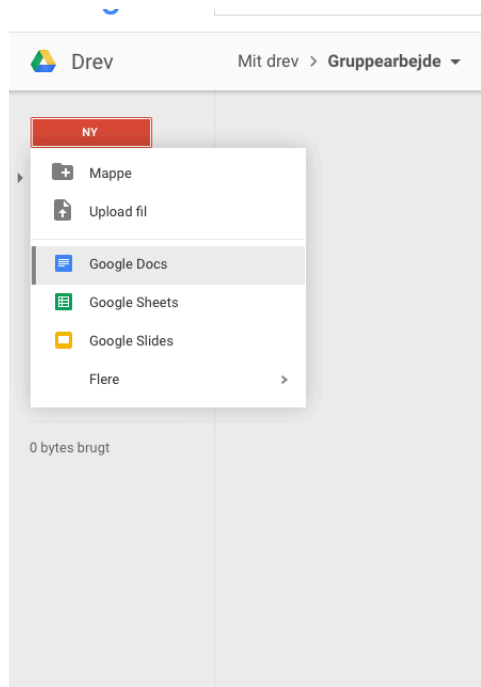 Drev
Mit drev > Gruppearbejde
NY
Mappe
Upload fil
Google Docs
Google Sheets
Google Slides
Flere
0 bytes brugt